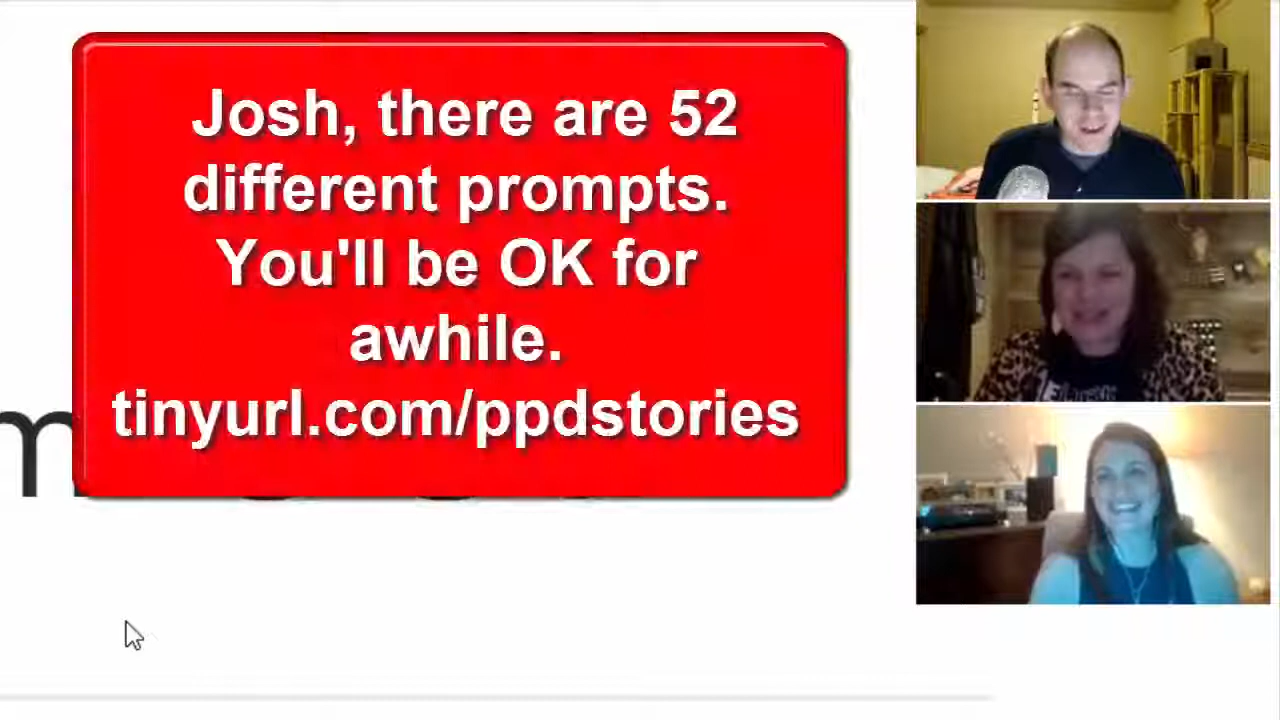 Josh, there are 52
different prompts.
You'll be OK for
awhile.
tinyurl.com/ppdstories
m